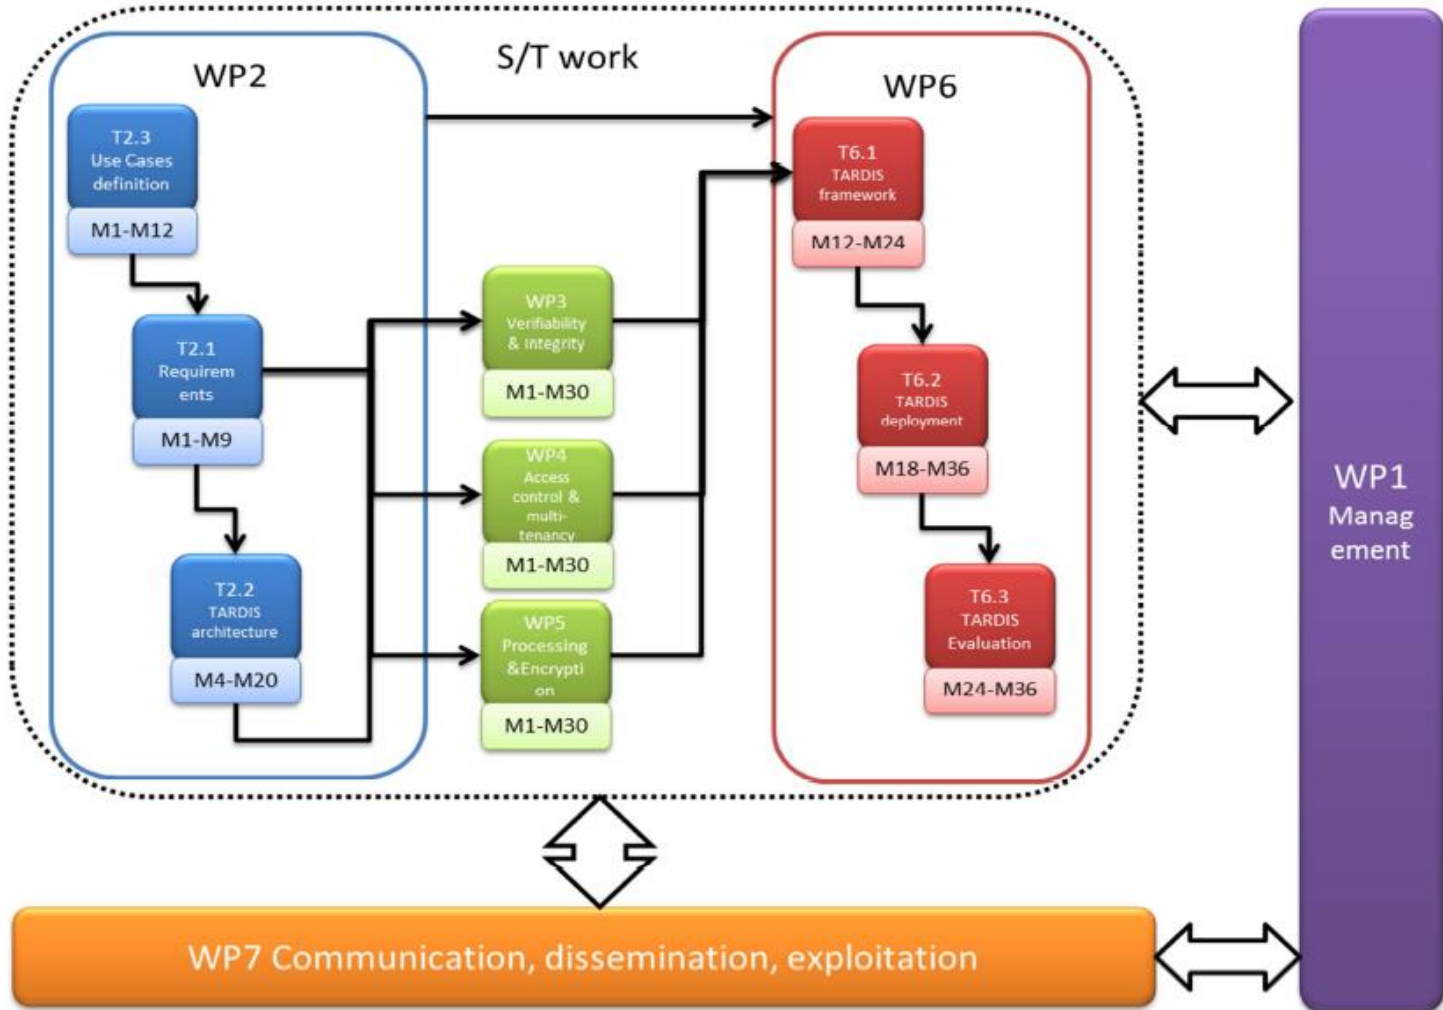 S/T work
WP2
T2.3
Use Cases
definition
M1-M12
T2.1
Requirem
ents
M1-M9
T2.2
TARDIS
architecture
M4-M20
WP3
Verifiability
& Integrity
M1-M30
WP4
Access
control &
multi-
tenancy
M1-M30
WP5
Processing
&Encrypti
on
M1-M30
WP6
T6.1
TARDIS
framework
M12-M24
T6.2
TARDIS
deployment
M18-M36
T6.3
TARDIS
Evaluation
M24-M36
WP1
Manag
ement
WP7 Communication, dissemination, exploitation